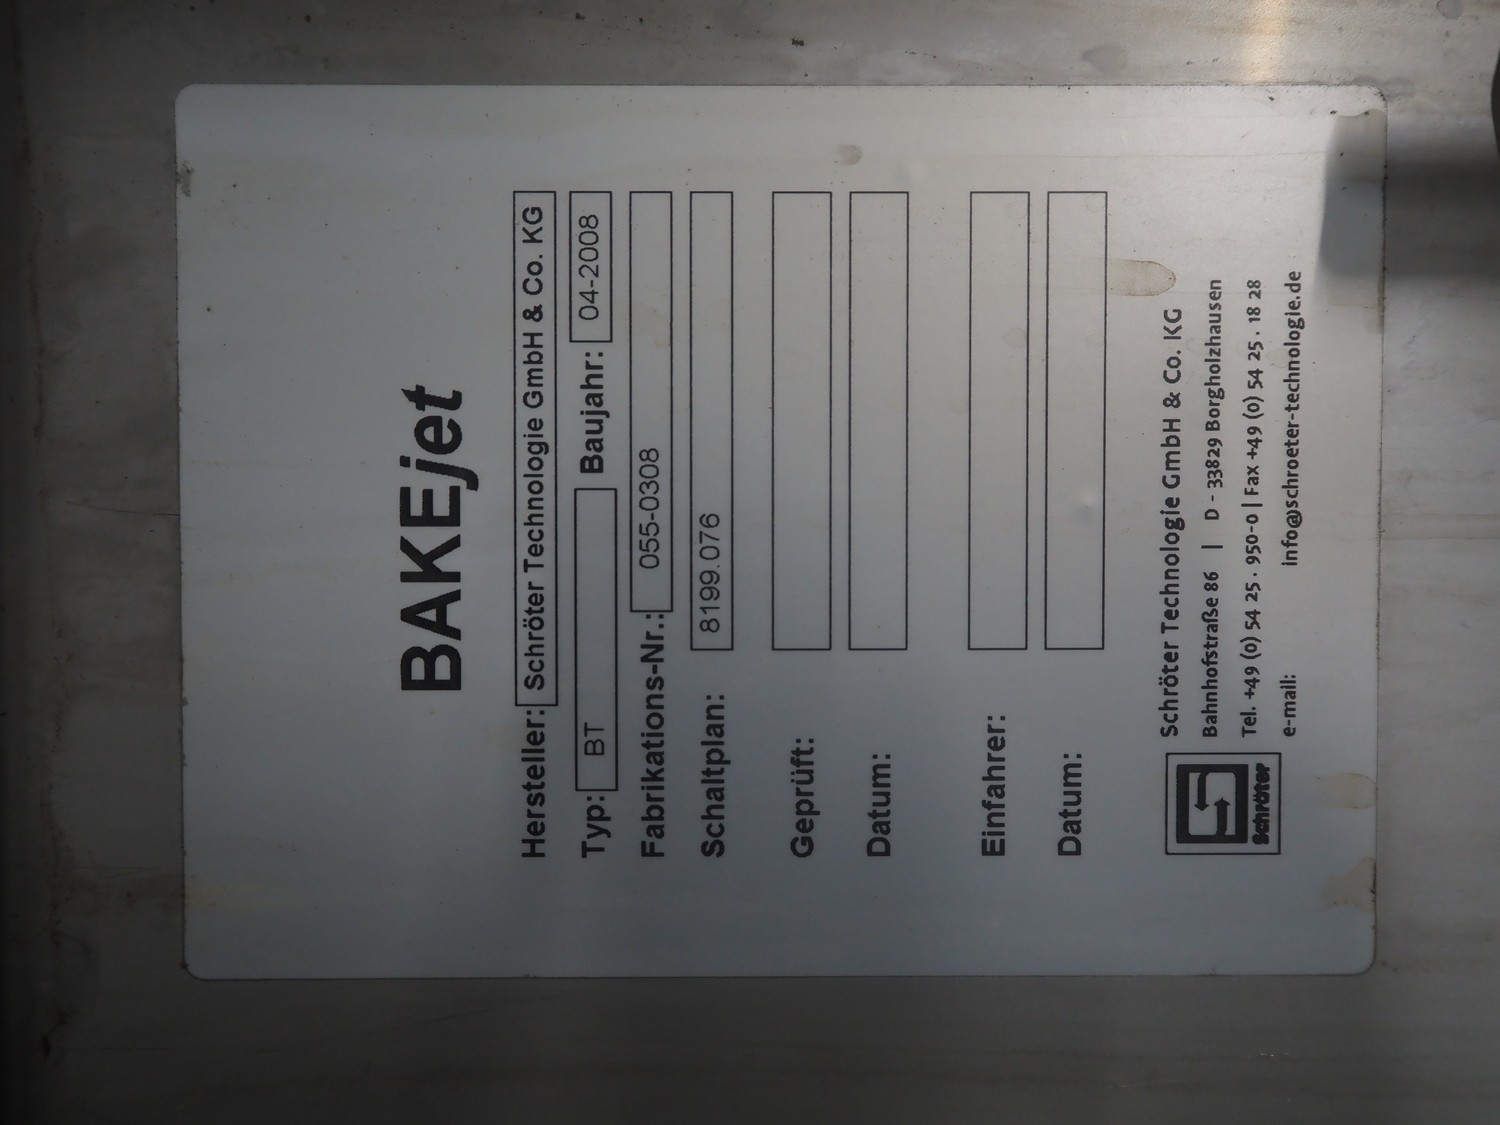 BAKEjet
Hersteller: Schröter Technologie GmbH & Co. KG
Typ: BT Baujahr: 04-2008
Fabrikations-Nr.: 055-0308
Schaltplan: 8199.076
Geprüft:
Datum:
Einfahrer:
Datum:
Schröter
Schröter Technologie GmbH & Co. KG
Bahnhofstraße 86 | D - 33829 Borgholzhausen
Tel. +49 (0) 54 25 . 950-0 | Fax +49 (0) 54 25 . 18 28
e-mail: info@schroeter-technologie.de